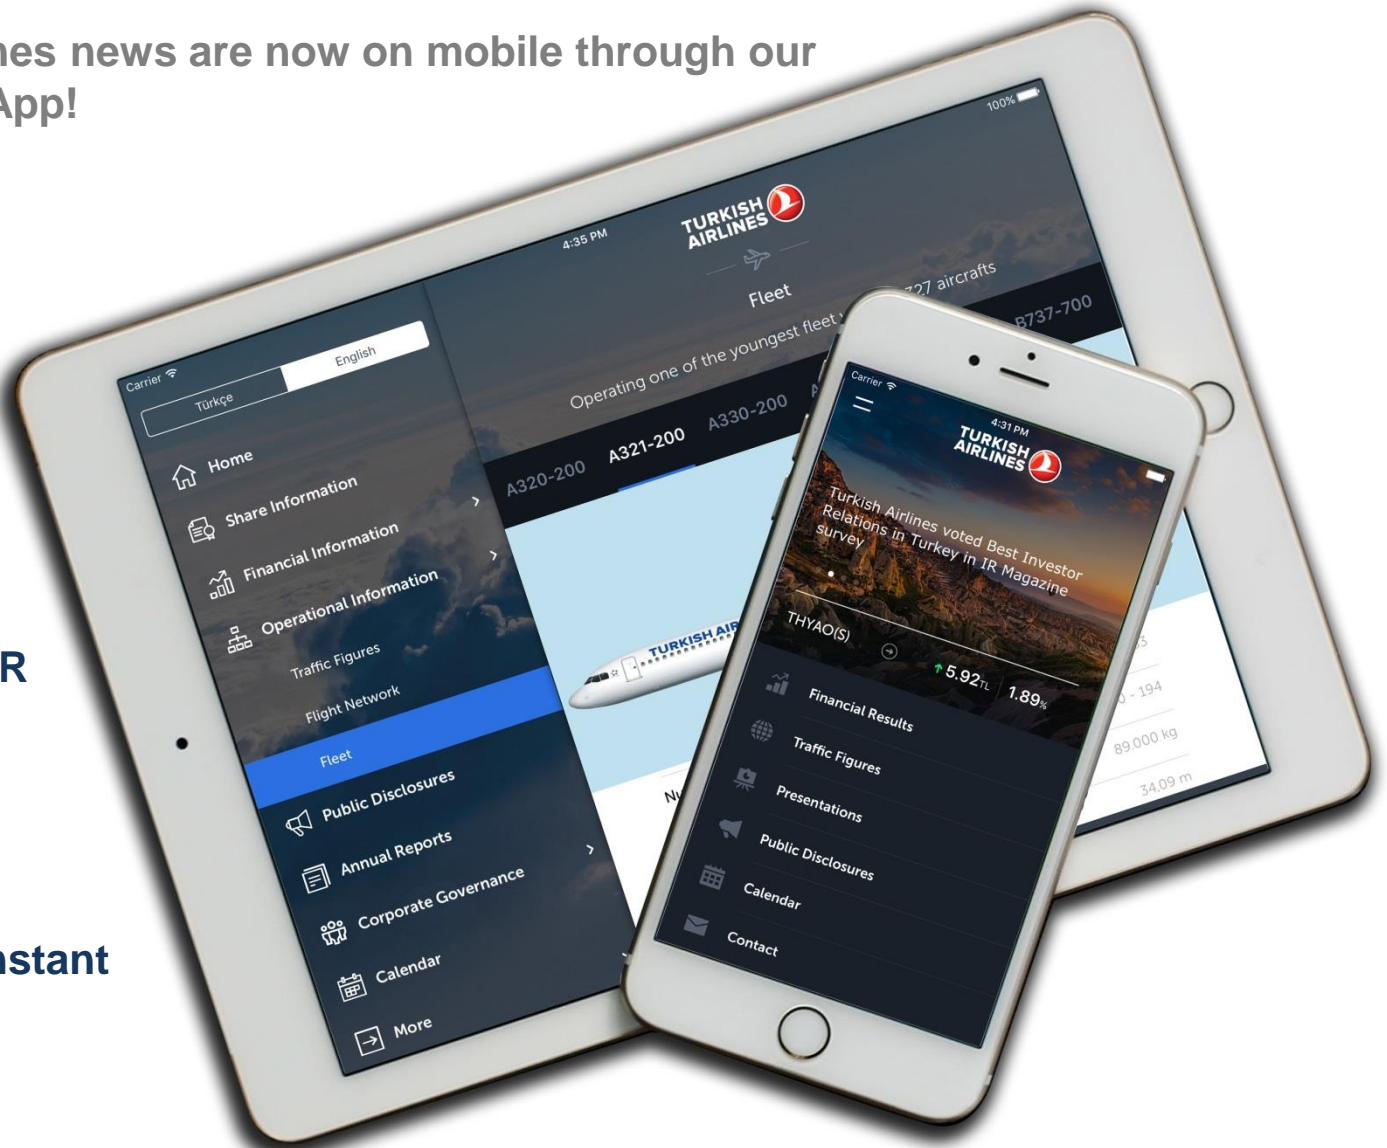 nes news are now on mobile through our
App!
R
nstant
100%
4:35 PM
TURKISH
AIRLINES
Fleet
Operating one of the youngest fleet
327 aircrafts
A320-200
A321-200
A330-200
B737-700
Carrier
Türkçe
English
Home
Share Information
Financial Information
Operational Information
Traffic Figures
Flight Network
Fleet
Public Disclosures
Annual Reports
Corporate Governance
Calendar
More
TURKISH AIR
- 194
89.000 kg
34,09 m
Carrier
4:31 PM
TURKISH
AIRLINES
Turkish Airlines voted Best Investor
Relations in Turkey in IR Magazine
survey
THYAO(S)
5.92TL
1.89%
Financial Results
Traffic Figures
Presentations
Public Disclosures
Calendar
Contact